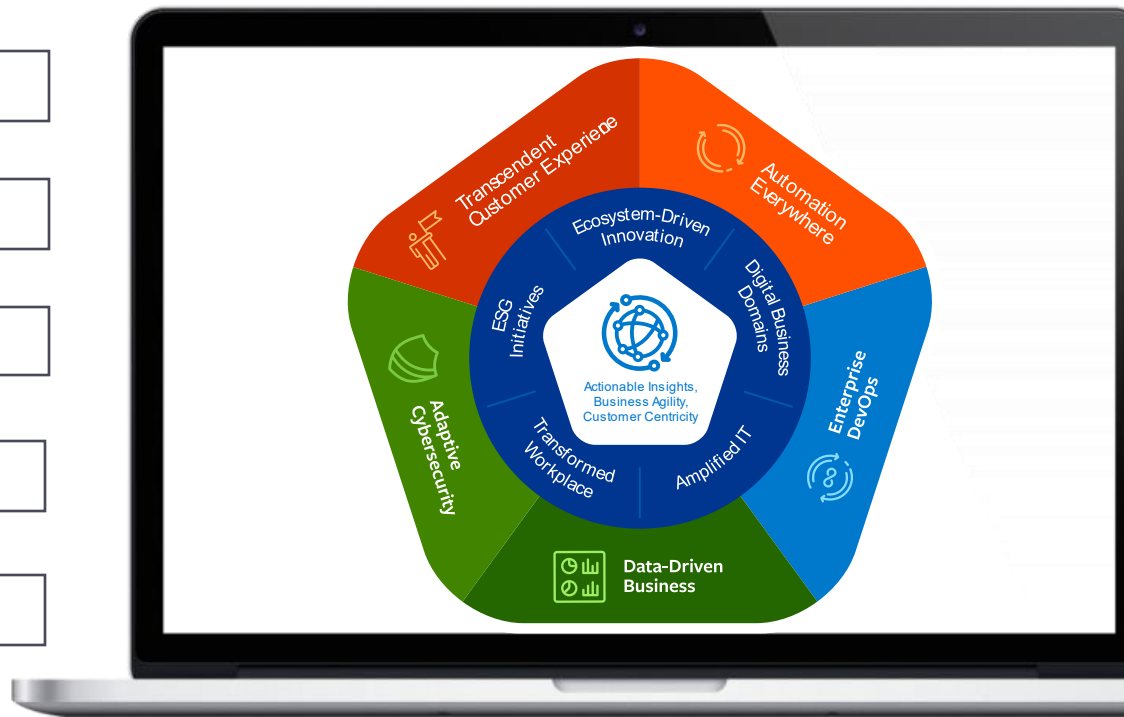 Transcendent
Customer Experience
Automation
Everywhere
Ecosystem-Driven
Innovation
ESG
Initiatives
Digital Business
Domains
Actionable Insights,
Business Agility,
Customer Centricity
Enterprise
DevOps
Adaptive
Cybersecurity
Transformed
Workplace
Amplified IT
Data-Driven
Business